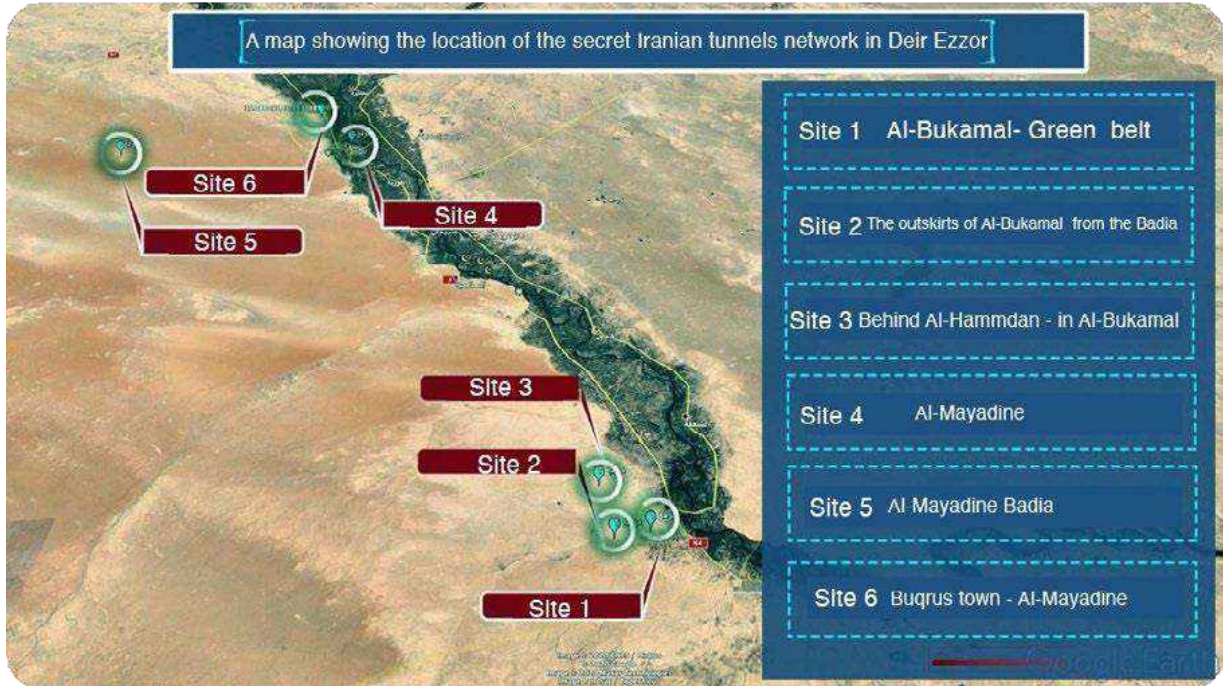 A map showing the location of the secret Iranian tunnels network in Deir Ezzor
Site 1 Al-Bukamal- Green belt
Site 2 The outskirts of Al-Dukamal from the Badia
Site 3 Behind Al-Hammdan - in Al-Bukamal
Site 4 Al-Mayadine
Site 5 Al Mayadine Badia
Site 6 Buqrus town - Al-Mayadine
Site 6
Site 4
Site 5
Site 3
Site 2
Site 1
Google Earth